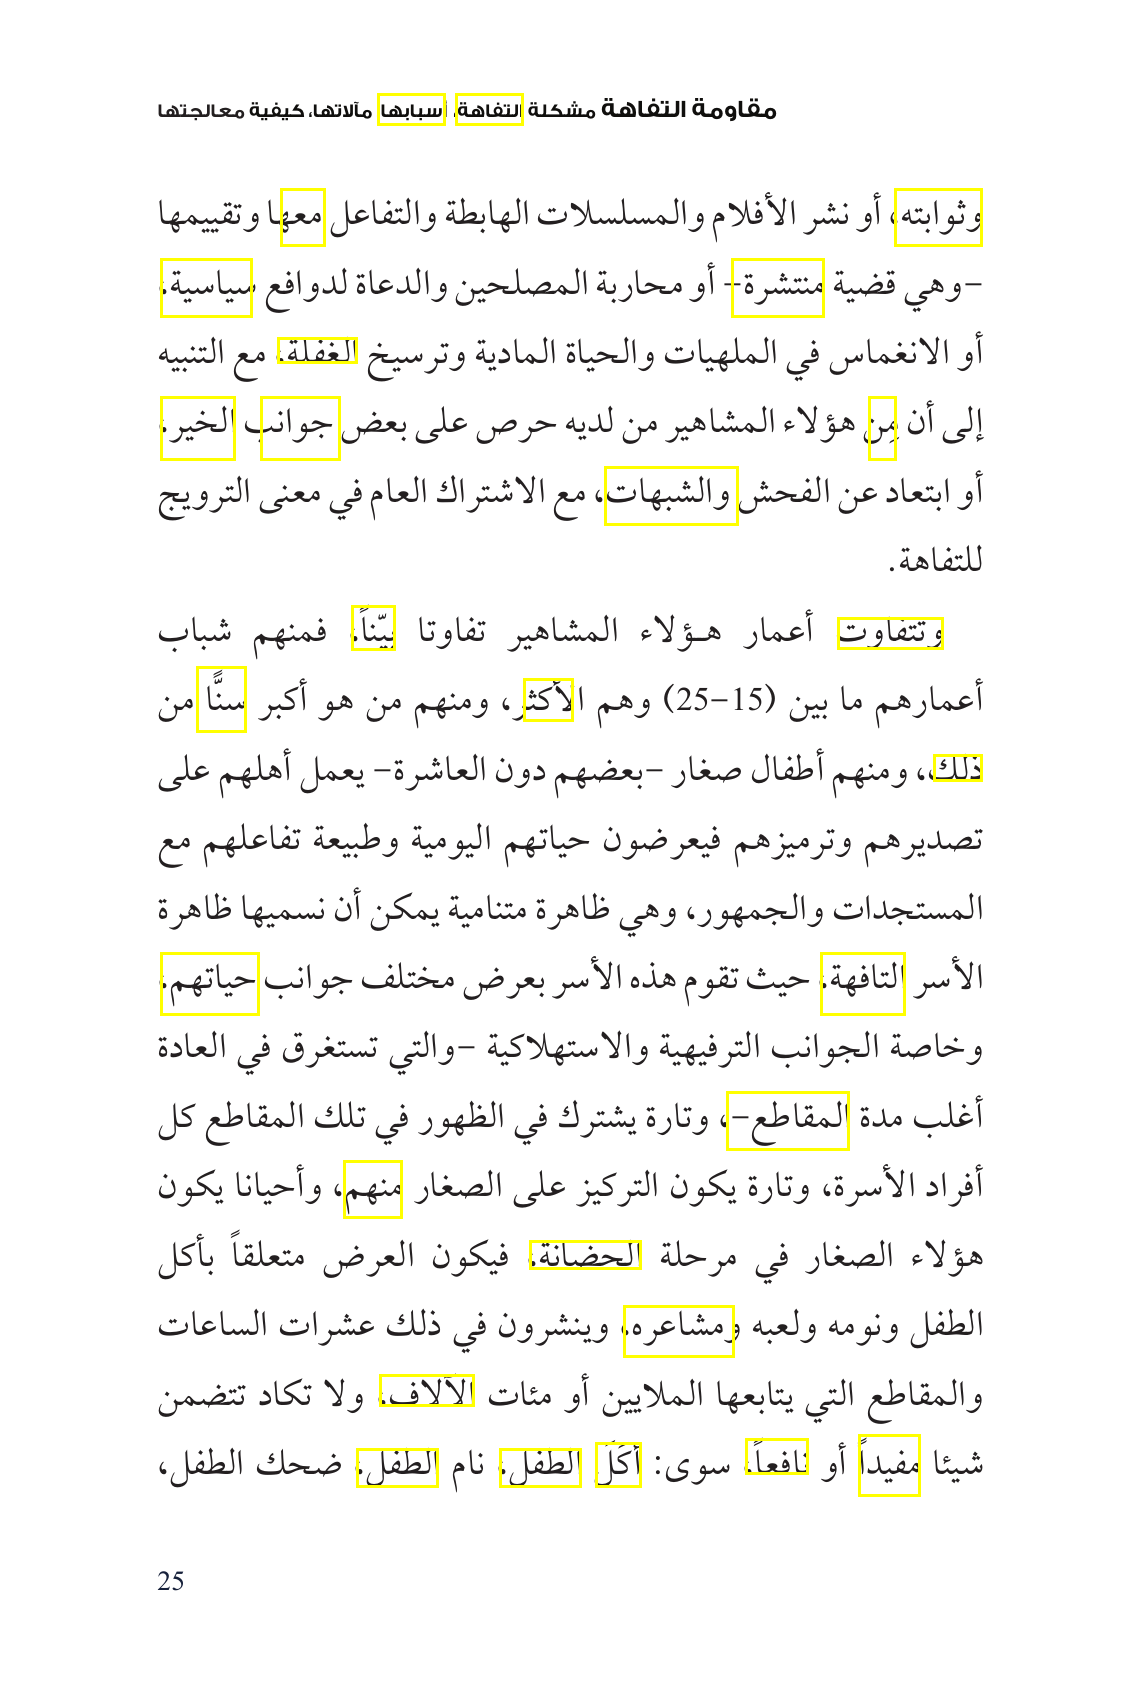 مقاومة التفاهة مشكلة التفاهة، أسبابها، مآلاتها، كيفية معالجتها
وثوابته، أو نشر الأفلام والمسلسلات الهابطة والتفاعل معها وتقييمها
-وهي قضية منتشرة- أو محاربة المصلحين والدعاة لدوافع سياسية،
أو الانغماس في الملهيات والحياة المادية وترسيخ الغفلة، مع التنبيه
إلى أن مِن هؤلاء المشاهير من لديه حرص على بعض جوانب الخير،
أو ابتعاد عن الفحش والشبهات، مع الاشتراك العام في معنى الترويج
للتفاهة.
وتتفاوت أعمار هـؤلاء المشاهير تفاوتا بيّناً، فمنهم شباب
أعمارهم ما بين (15-25) وهم الأكثر، ومنهم من هو أكبر سنًّا من
ذلك،، ومنهم أطفال صغار -بعضهم دون العاشرة- يعمل أهلهم على
تصديرهم وترميزهم فيعرضون حياتهم اليومية وطبيعة تفاعلهم مع
المستجدات والجمهور، وهي ظاهرة متنامية يمكن أن نسميها ظاهرة
الأسر التافهة، حيث تقوم هذه الأسر بعرض مختلف جوانب حياتهم،
وخاصة الجوانب الترفيهية والاستهلاكية -والتي تستغرق في العادة
أغلب مدة المقاطع-، وتارة يشترك في الظهور في تلك المقاطع كل
أفراد الأسرة، وتارة يكون التركيز على الصغار منهم، وأحيانا يكون
هؤلاء الصغار في مرحلة الحضانة، فيكون العرض متعلقاً بأكل
الطفل ونومه ولعبه ومشاعره، وينشرون في ذلك عشرات الساعات
والمقاطع التي يتابعها الملايين أو مئات الآلاف، ولا تكاد تتضمن
شيئا مفيداً أو نافعاً، سوى: أكَلَ الطفل، نام الطفل، ضحك الطفل،
25